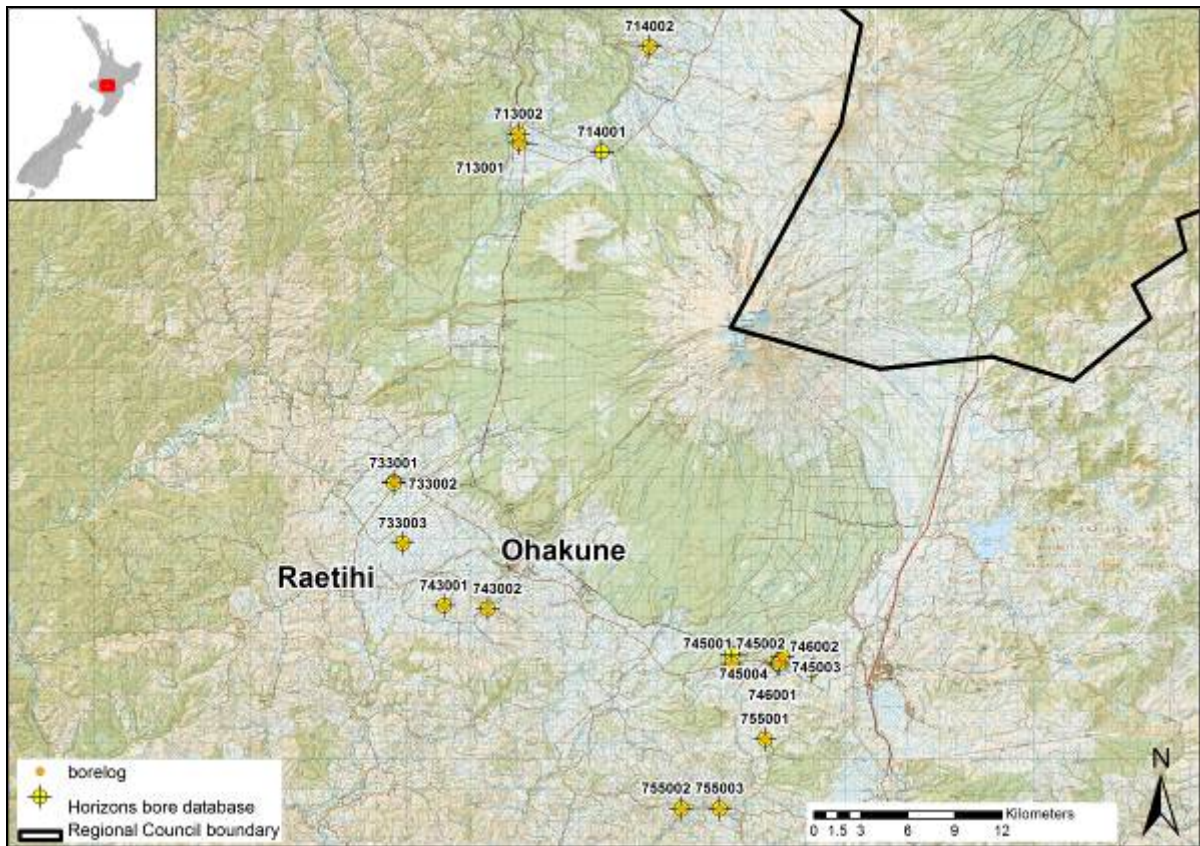 714002
713002
714001
713001
733001
733002
733003
Ohakune
Raetihi
743001 743002
745001 745002 746002
745004 745003
746001
755001
755002 755003
N
borelog
Horizons bore database
Regional Council boundary
Kilometers
0 1.5 3 6 9 12